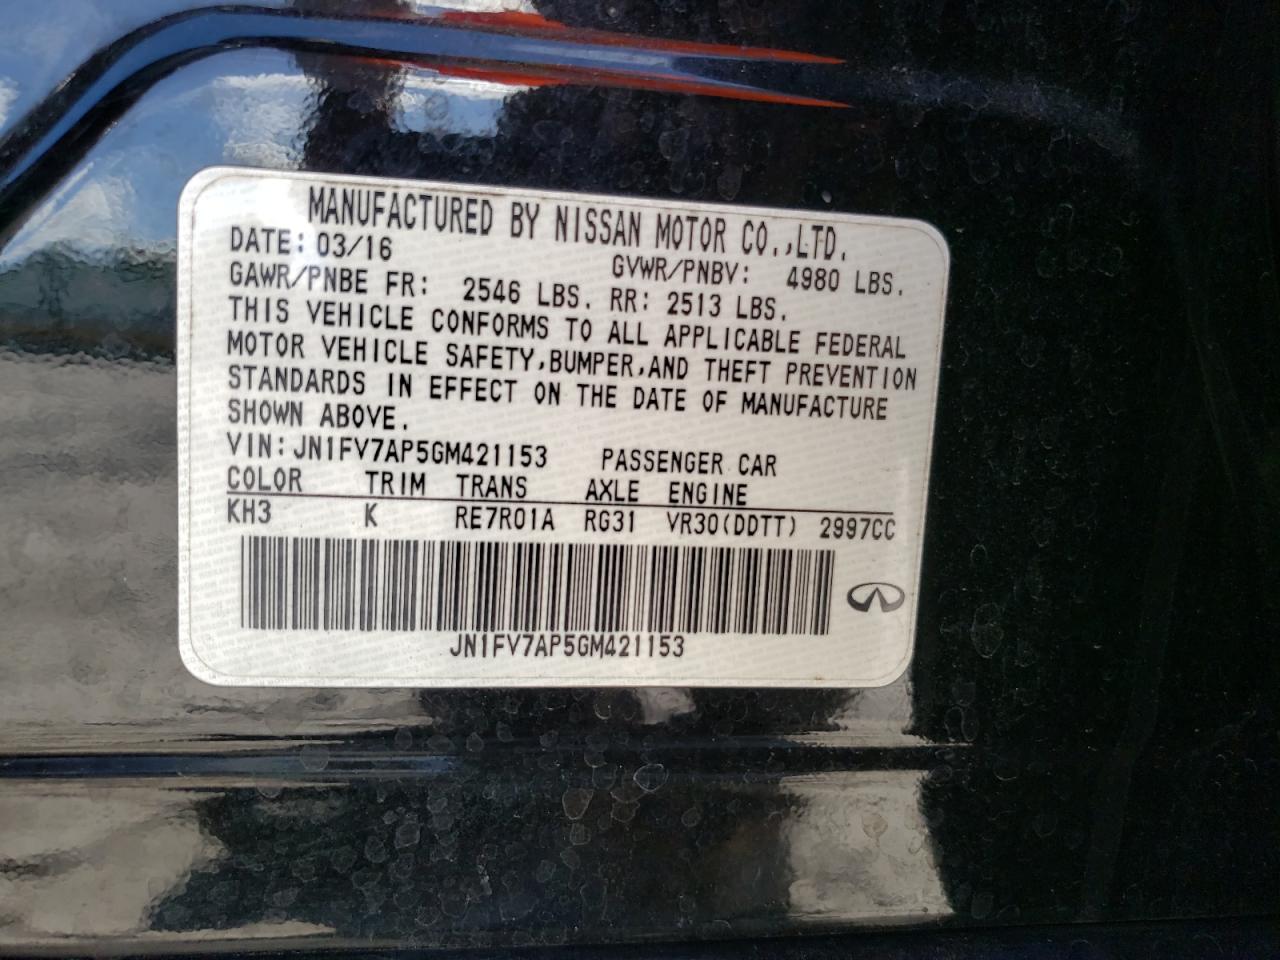 MANUFACTURED BY NISSAN MOTOR CO.,LTD.
DATE: 03/16 GVWR/PNBV: 4980 LBS.
GAWR/PNBE FR: 2546 LBS. RR: 2513 LBS.
THIS VEHICLE CONFORMS TO ALL APPLICABLE FEDERAL
MOTOR VEHICLE SAFETY,BUMPER,AND THEFT PREVENTION
STANDARDS IN EFFECT ON THE DATE OF MANUFACTURE
SHOWN ABOVE.
VIN:JN1FV7AP5GM421153 PASSENGER CAR
COLOR TRIM TRANS AXLE ENGINE
KH3 K RE7R01A RG31 VR30(DDTT) 2997CC
JN1FV7AP5GM421153